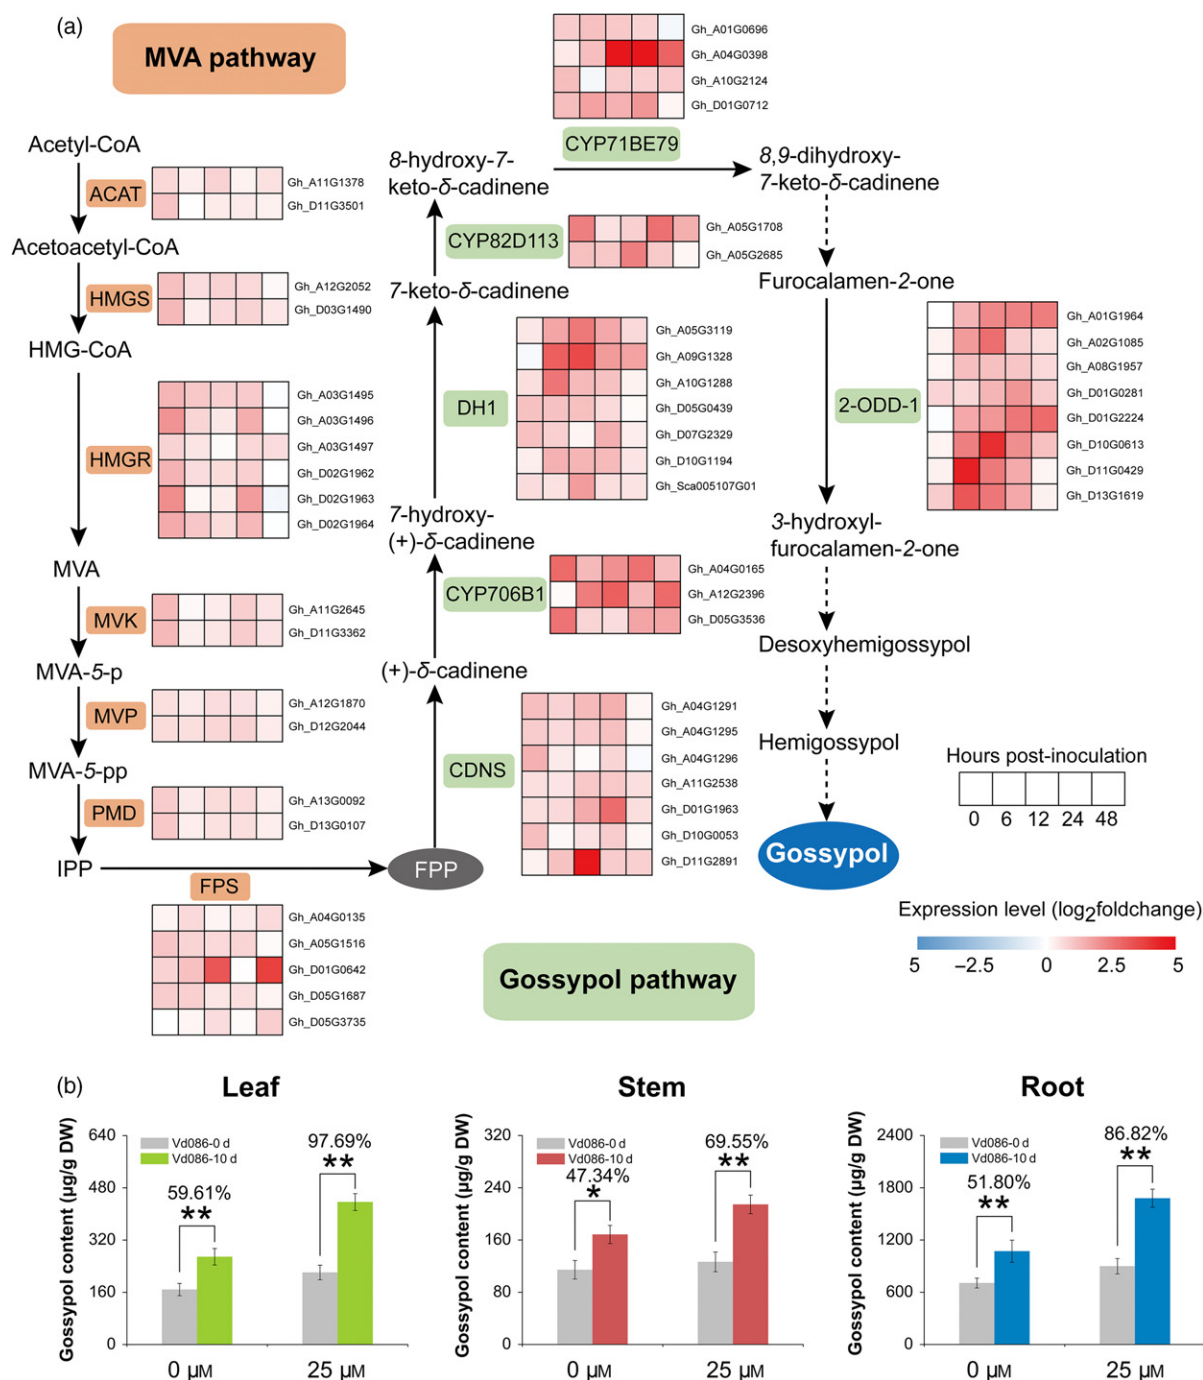 (a)
MVA pathway
Gh_A01G0696
Gh_A04G0398
Gh_A10G2124
Gh_D01G0712
CYP71BE79
Acetyl-CoA
ACAT
Gh_A11G1378
Gh_D11G3501
Acetoacetyl-CoA
HMGS
Gh_A12G2052
Gh_D03G1490
HMG-CoA
HMGR
Gh_A03G1495
Gh_A03G1496
Gh_A03G1497
Gh_D02G1962
Gh_D02G1963
Gh_D02G1964
MVA
MVK
Gh_A11G2645
Gh_D11G3362
MVA-5-p
MVP
Gh_A12G1870
Gh_D12G2044
MVA-5-pp
PMD
Gh_A13G0092
Gh_D13G0107
IPP
FPS
Gh_A04G0135
Gh_A05G1516
Gh_D01G0642
Gh_D05G1687
Gh_D05G3735
8-hydroxy-7-
keto-δ-cadinene
CYP82D113
Gh_A05G1708
Gh_A05G2685
7-keto-δ-cadinene
DH1
Gh_A05G3119
Gh_A09G1328
Gh_A10G1288
Gh_D05G0439
Gh_D07G2329
Gh_D10G1194
Gh_Sca005107G01
7-hydroxy-
(+)-δ-cadinene
CYP706B1
Gh_A04G0165
Gh_A12G2396
Gh_D05G3536
(+)-δ-cadinene
CDNS
Gh_A04G1291
Gh_A04G1295
Gh_A04G1296
Gh_A11G2538
Gh_D01G1963
Gh_D10G0053
Gh_D11G2891
FPP
8,9-dihydroxy-
7-keto-δ-cadinene
Furocalamen-2-one
2-ODD-1
Gh_A01G1964
Gh_A02G1085
Gh_A08G1957
Gh_D01G0281
Gh_D01G2224
Gh_D10G0613
Gh_D11G0429
Gh_D13G1619
3-hydroxyl-
furocalamen-2-one
Desoxyhemigossypol
Hemigossypol
Gossypol
Hours post-inoculation
0 6 12 24 48
Expression level (log2foldchange)
5 −2.5 0 2.5 5
Gossypol pathway
(b)
Leaf
Gossypol content (µg/g DW)
640
480
320
160
0
Vd086-0 d
Vd086-10 d
59.61%
**
97.69%
**
0 µM 25 µM
Stem
Gossypol content (µg/g DW)
320
240
160
80
0
Vd086-0 d
Vd086-10 d
47.34%
*
69.55%
**
0 µM 25 µM
Root
Gossypol content (µg/g DW)
2400
1800
1200
600
0
Vd086-0 d
Vd086-10 d
51.80%
**
86.82%
**
0 µM 25 µM